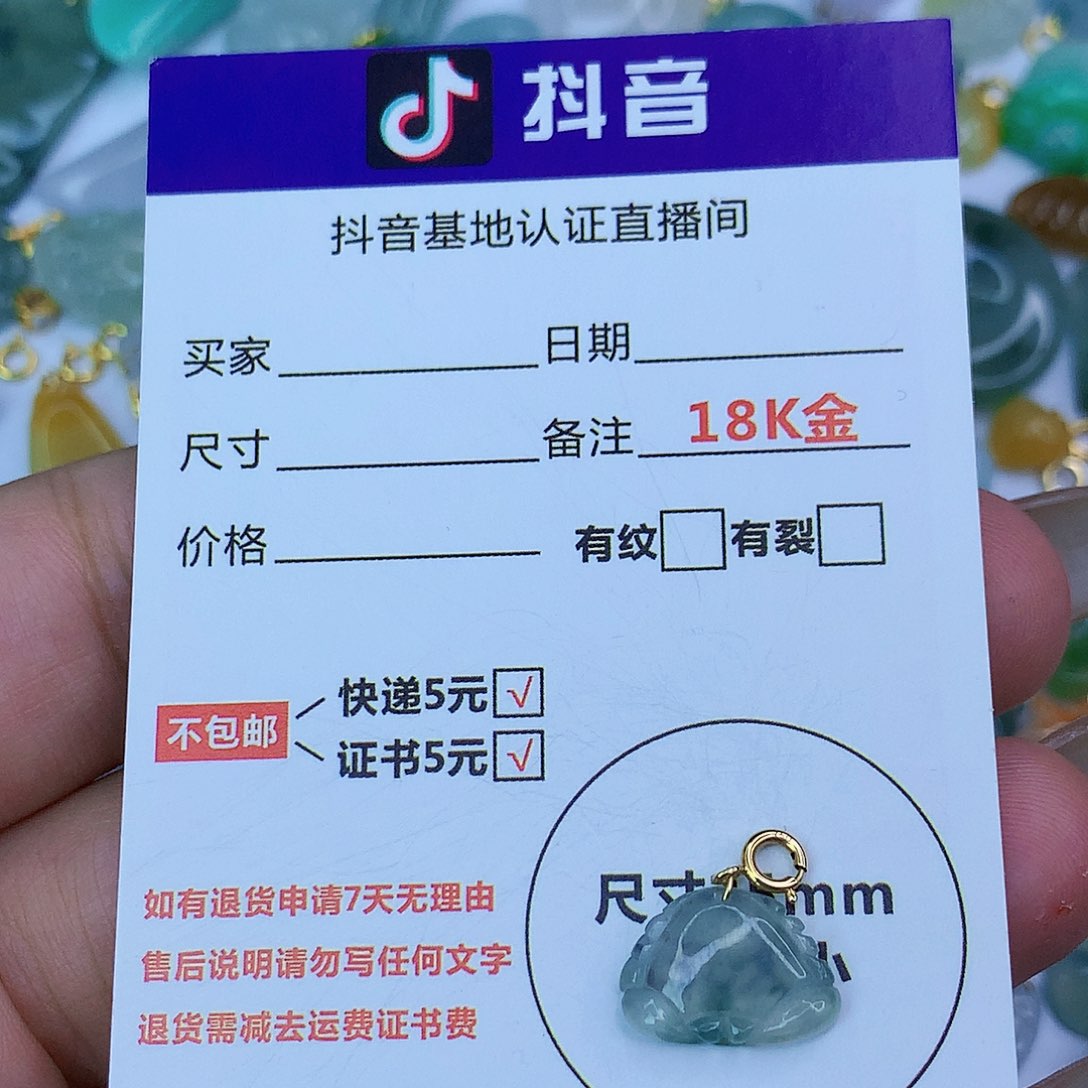 抖音
抖音基地认证直播间
买家 日期
尺寸 备注 18K金
价格 有纹 有裂
不包邮
快递5元 √
证书5元 √
如有退货申请7天无理由
售后说明请勿写任何文字
退货需减去运费证书费
尺寸 mm